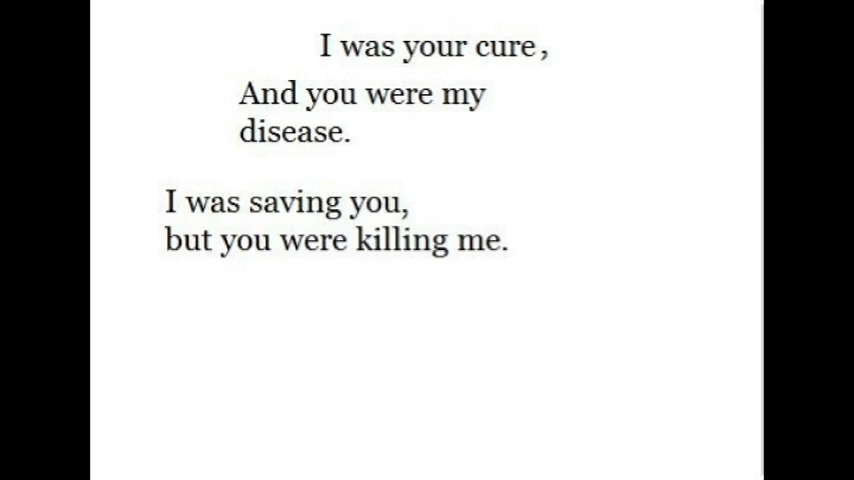 I was your cure,
And you were my
disease.
I was saving you,
but you were killing me.